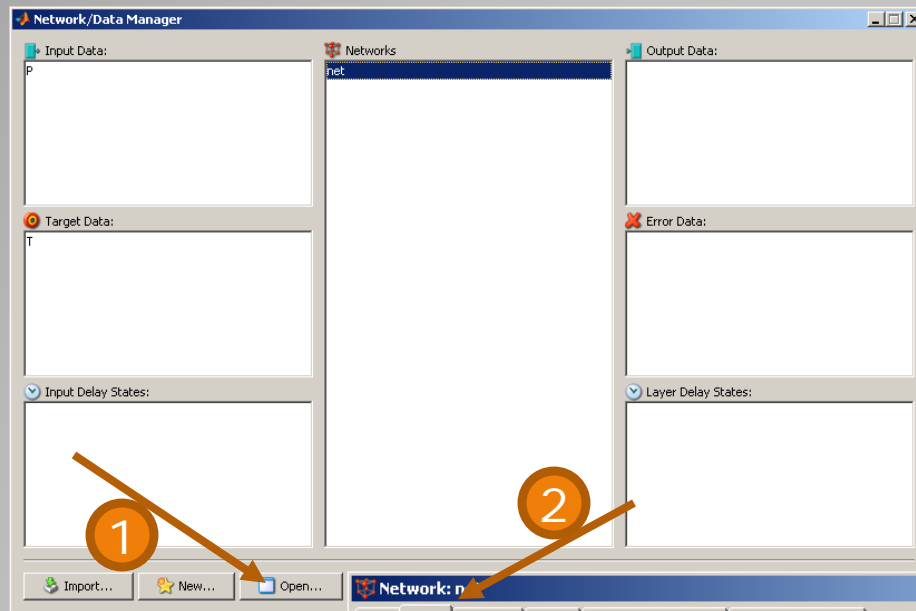 Network/Data Manager
Input Data:
P
Networks
net
Output Data:
Target Data:
T
Error Data:
Input Delay States:
Layer Delay States:
1
2
Import...
New...
Open...
Network: n